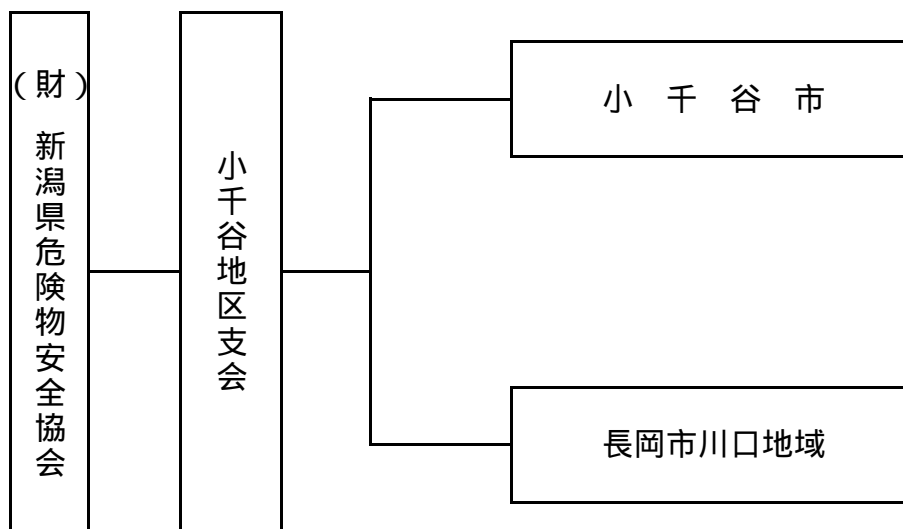 (財)新潟県危険物安全協会
小千谷地区支会
小千谷市
長岡市川口地域